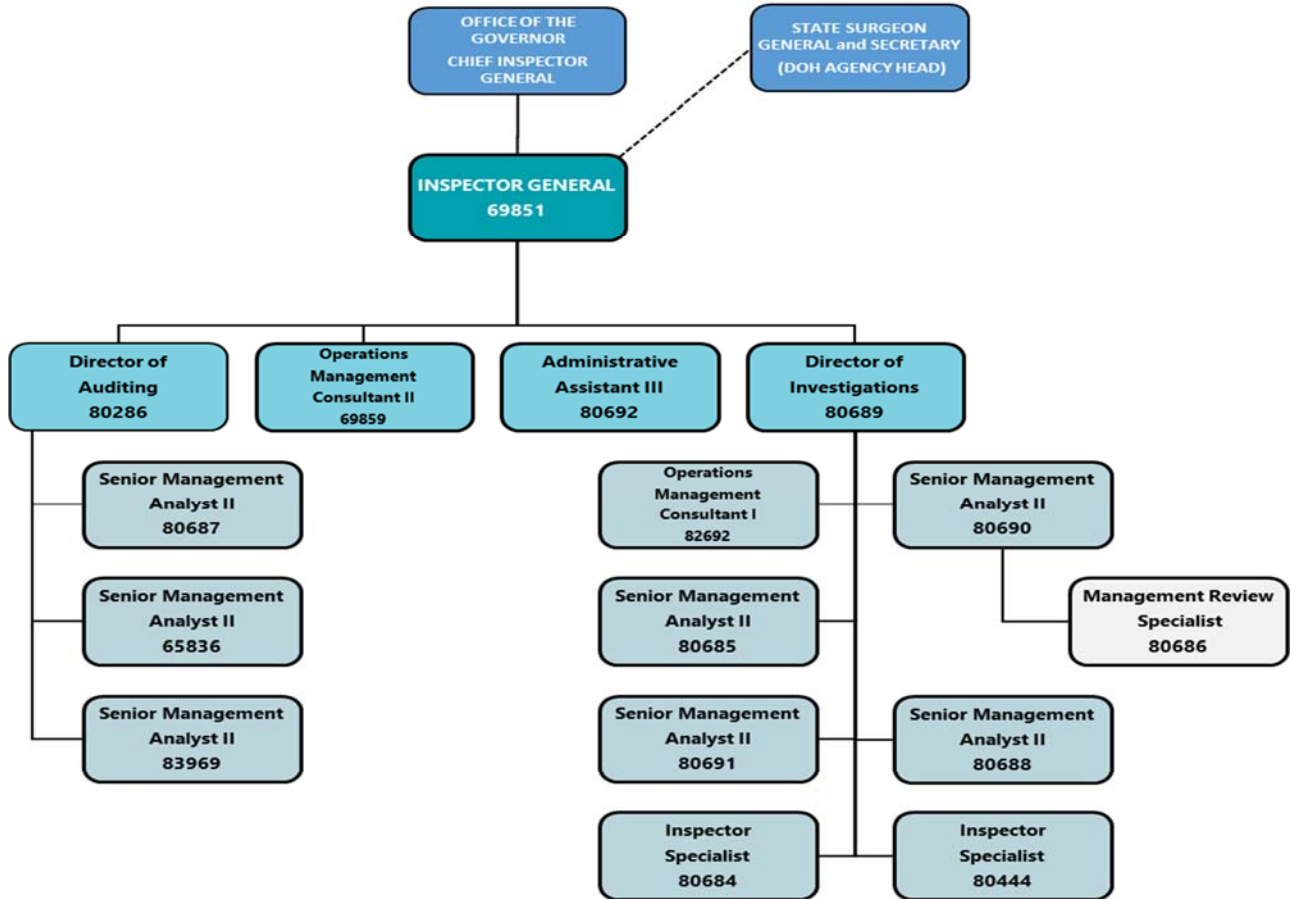 OFFICE OF THE
GOVERNOR
CHIEF INSPECTOR
GENERAL
STATE SURGEON
GENERAL and SECRETARY
(DOH AGENCY HEAD)
INSPECTOR GENERAL
69851
Director of
Auditing
80286
Operations
Management
Consultant II
69859
Administrative
Assistant III
80692
Director of
Investigations
80689
Senior Management
Analyst II
80687
Operations
Management
Consultant I
82692
Senior Management
Analyst II
80690
Senior Management
Analyst II
65836
Senior Management
Analyst II
80685
Management Review
Specialist
80686
Senior Management
Analyst II
83969
Senior Management
Analyst II
80691
Senior Management
Analyst II
80688
Inspector
Specialist
80684
Inspector
Specialist
80444